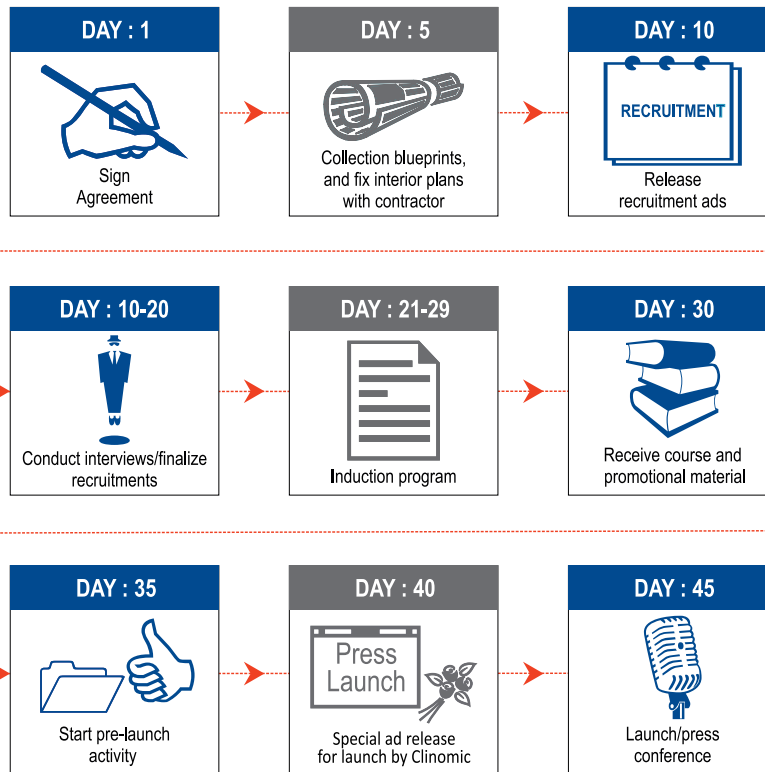 DAY : 1
Sign
Agreement
DAY : 5
Collection blueprints,
and fix interior plans
with contractor
DAY : 10
RECRUITMENT
Release
recruitment ads
DAY : 10-20
Conduct interviews/finalize
recruitments
DAY : 21-29
Induction program
DAY : 30
Receive course and
promotional material
DAY : 35
Start pre-launch
activity
DAY : 40
Press
Launch
Special ad release
for launch by Clinomic
DAY : 45
Launch/press
conference